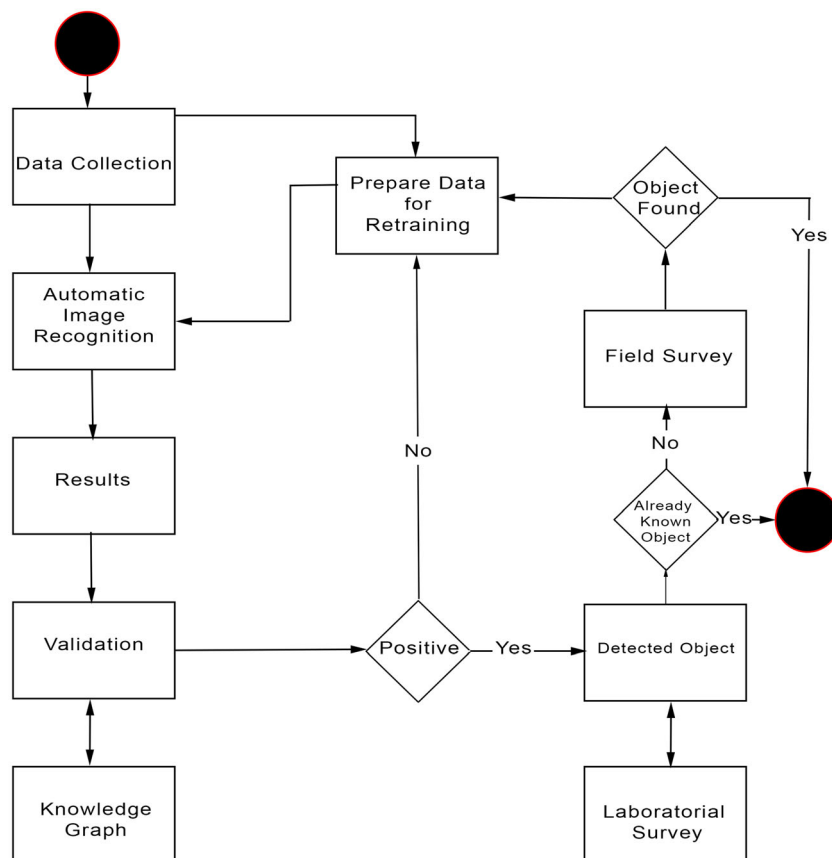 Data Collection
Prepare Data
for
Retraining
Object
Found
Yes
Automatic
Image
Recognition
Field Survey
No
No
Results
Already
Known
Object
Yes
Validation
Positive
Yes
Detected Object
Knowledge
Graph
Laboratorial
Survey